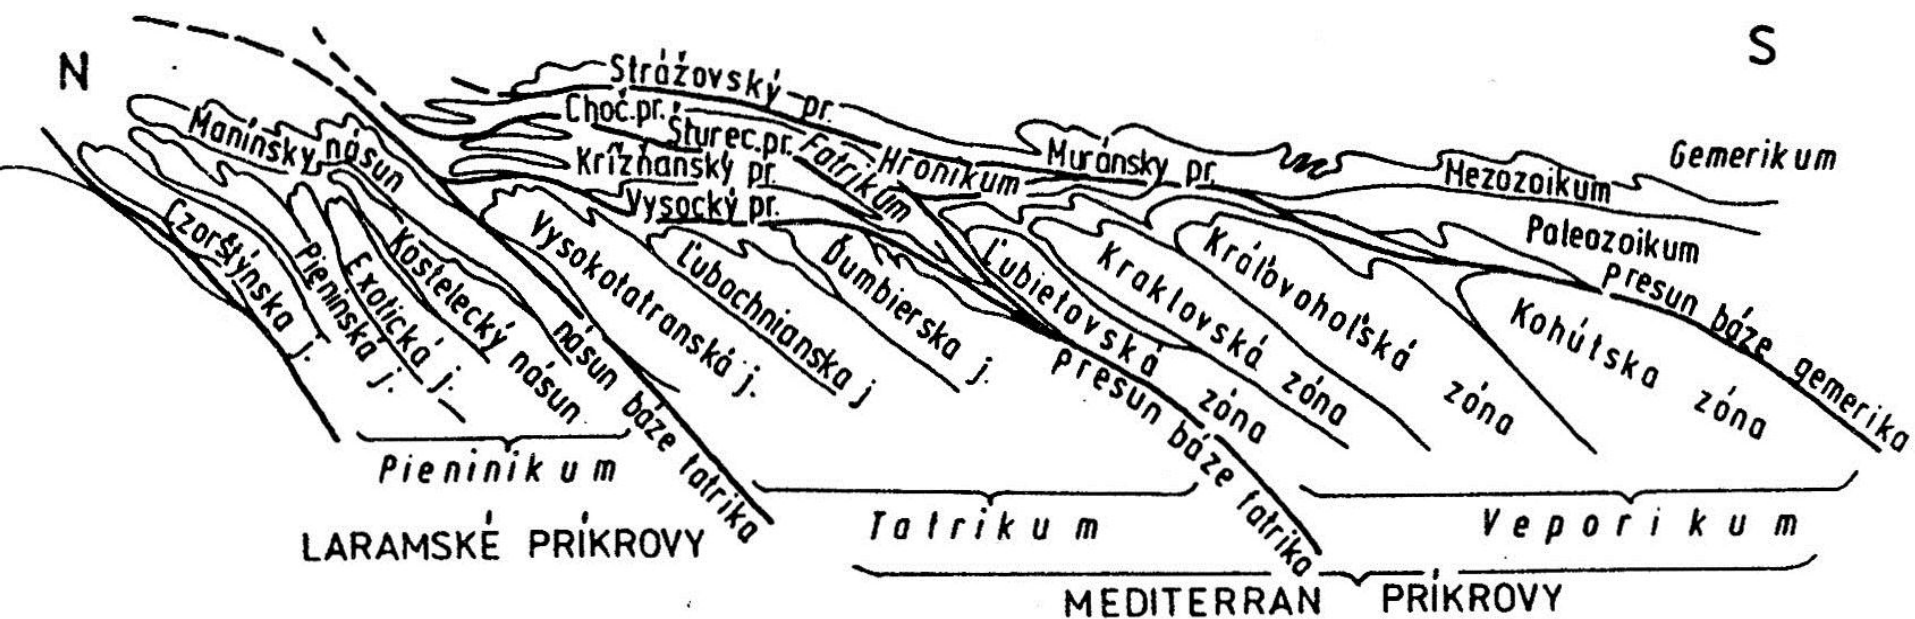 N
S
Strážovský pr.
Choč.pr.
Šturec.pr.
Fatrikum
Hronikum
Krížňanský pr.
Vysocký pr.
Manínsky násun
Muránsky pr.
Mezozoikum
Gemerikum
Paleozoikum
Czorštýnska j.
Pieninská j.
Exotická j.
Kostelecký násun
násun báze tatrika
Vysokotatranská j.
Ľubochnianska j
Ďumbierska j.
Ľubietovská zóna
Kraklovská zóna
Kráľovohoľská zóna
Kohútska zóna
presun báze gemerika
presun báze tatrika
Pieninikum
Tatrikum
Veporikum
LARAMSKÉ PRÍKROVY
MEDITERRAN PRÍKROVY